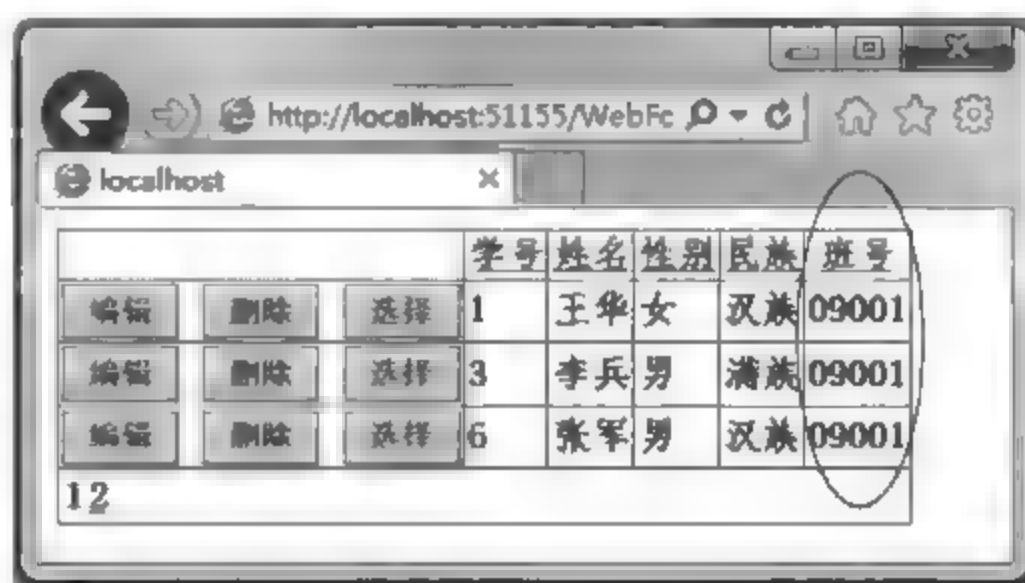 http://localhost:51155/WebFc
localhost
学号 姓名 性别 民族 班号
编辑 删除 选择 1 王华 女 汉族 09001
编辑 删除 选择 3 李兵 男 满族 09001
编辑 删除 选择 6 张军 男 汉族 09001
1 2